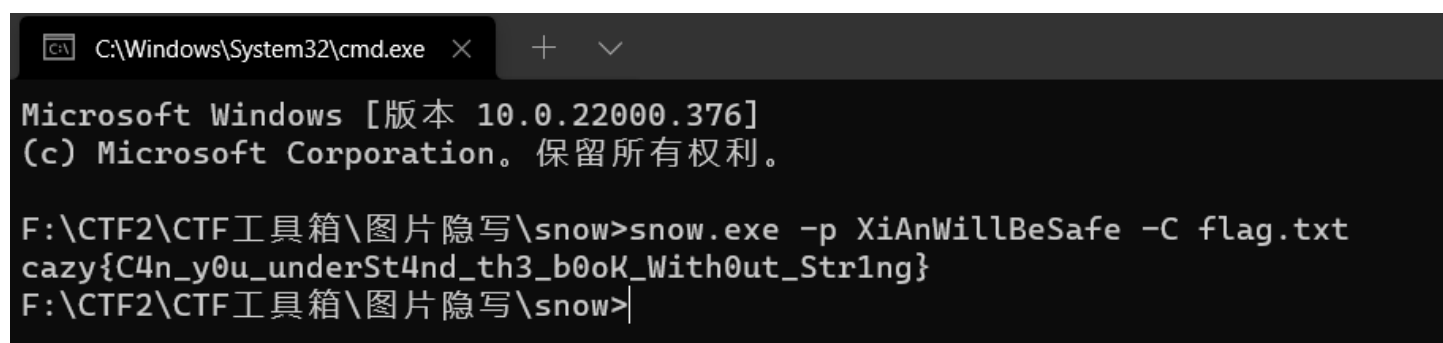 C:\Windows\System32\cmd.exe
Microsoft Windows [版本 10.0.22000.376]
(c) Microsoft Corporation。保留所有权利。
F:\CTF2\CTF工具箱\图片隐写\snow>snow.exe -p XiAnWillBeSafe -C flag.txt
cazy{C4n_y0u_underSt4nd_th3_b0oK_With0ut_Str1ng}
F:\CTF2\CTF工具箱\图片隐写\snow>